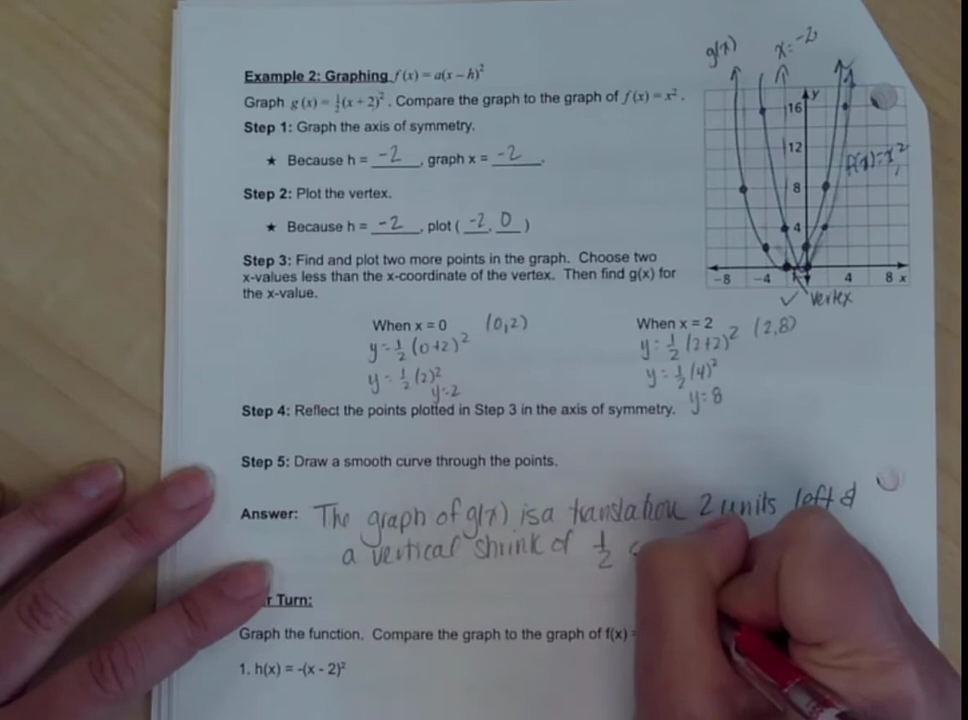 g(x) x=-2
Example 2: Graphing f(x) = a(x – h)²
Graph g(x) = ½(x + 2)². Compare the graph to the graph of f(x) = x².
Step 1: Graph the axis of symmetry.
★ Because h = -2, graph x = -2.
Step 2: Plot the vertex.
★ Because h = -2, plot ( -2, 0 )
Step 3: Find and plot two more points in the graph. Choose two
x-values less than the x-coordinate of the vertex. Then find g(x) for
the x-value.
y
16
12
f(x)=x²
8
4
-8 -4 4 8 x
✓ vertex
When x = 0 (0,2)
y=½(0+2)²
y=½(2)²
y=2
When x = 2 (2,8)
y=½(2+2)²
y=½(4)²
y=8
Step 4: Reflect the points plotted in Step 3 in the axis of symmetry.
Step 5: Draw a smooth curve through the points.
Answer: The graph of g(x) is a translation 2 units left &
a vertical shrink of ½
r Turn:
Graph the function. Compare the graph to the graph of f(x) =
1. h(x) = -(x - 2)²